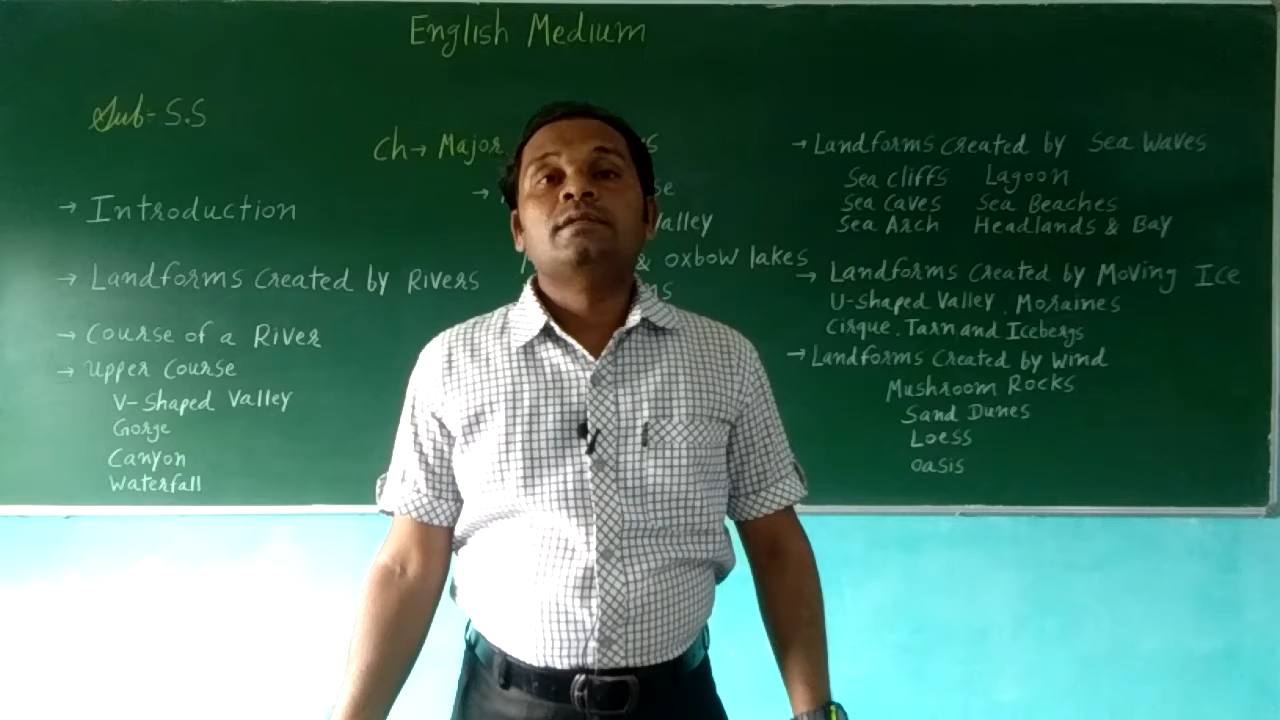 English Medium
Sub- S.S
Ch→ Major
→ Introduction
→ Landforms Created by Rivers
→ Course of a River
→ Upper Course
V-Shaped Valley
Gorge
Canyon
Waterfall
→
Valley
& oxbow lakes
→ Landforms Created by Sea Waves
Sea Cliffs Lagoon
Sea Caves Sea Beaches
Sea Arch Headlands & Bay
→ Landforms Created by Moving Ice
U-Shaped Valley, Moraines
Cirque, Tarn and Icebergs
→ Landforms Created by Wind
Mushroom Rocks
Sand Dunes
Loess
Oasis